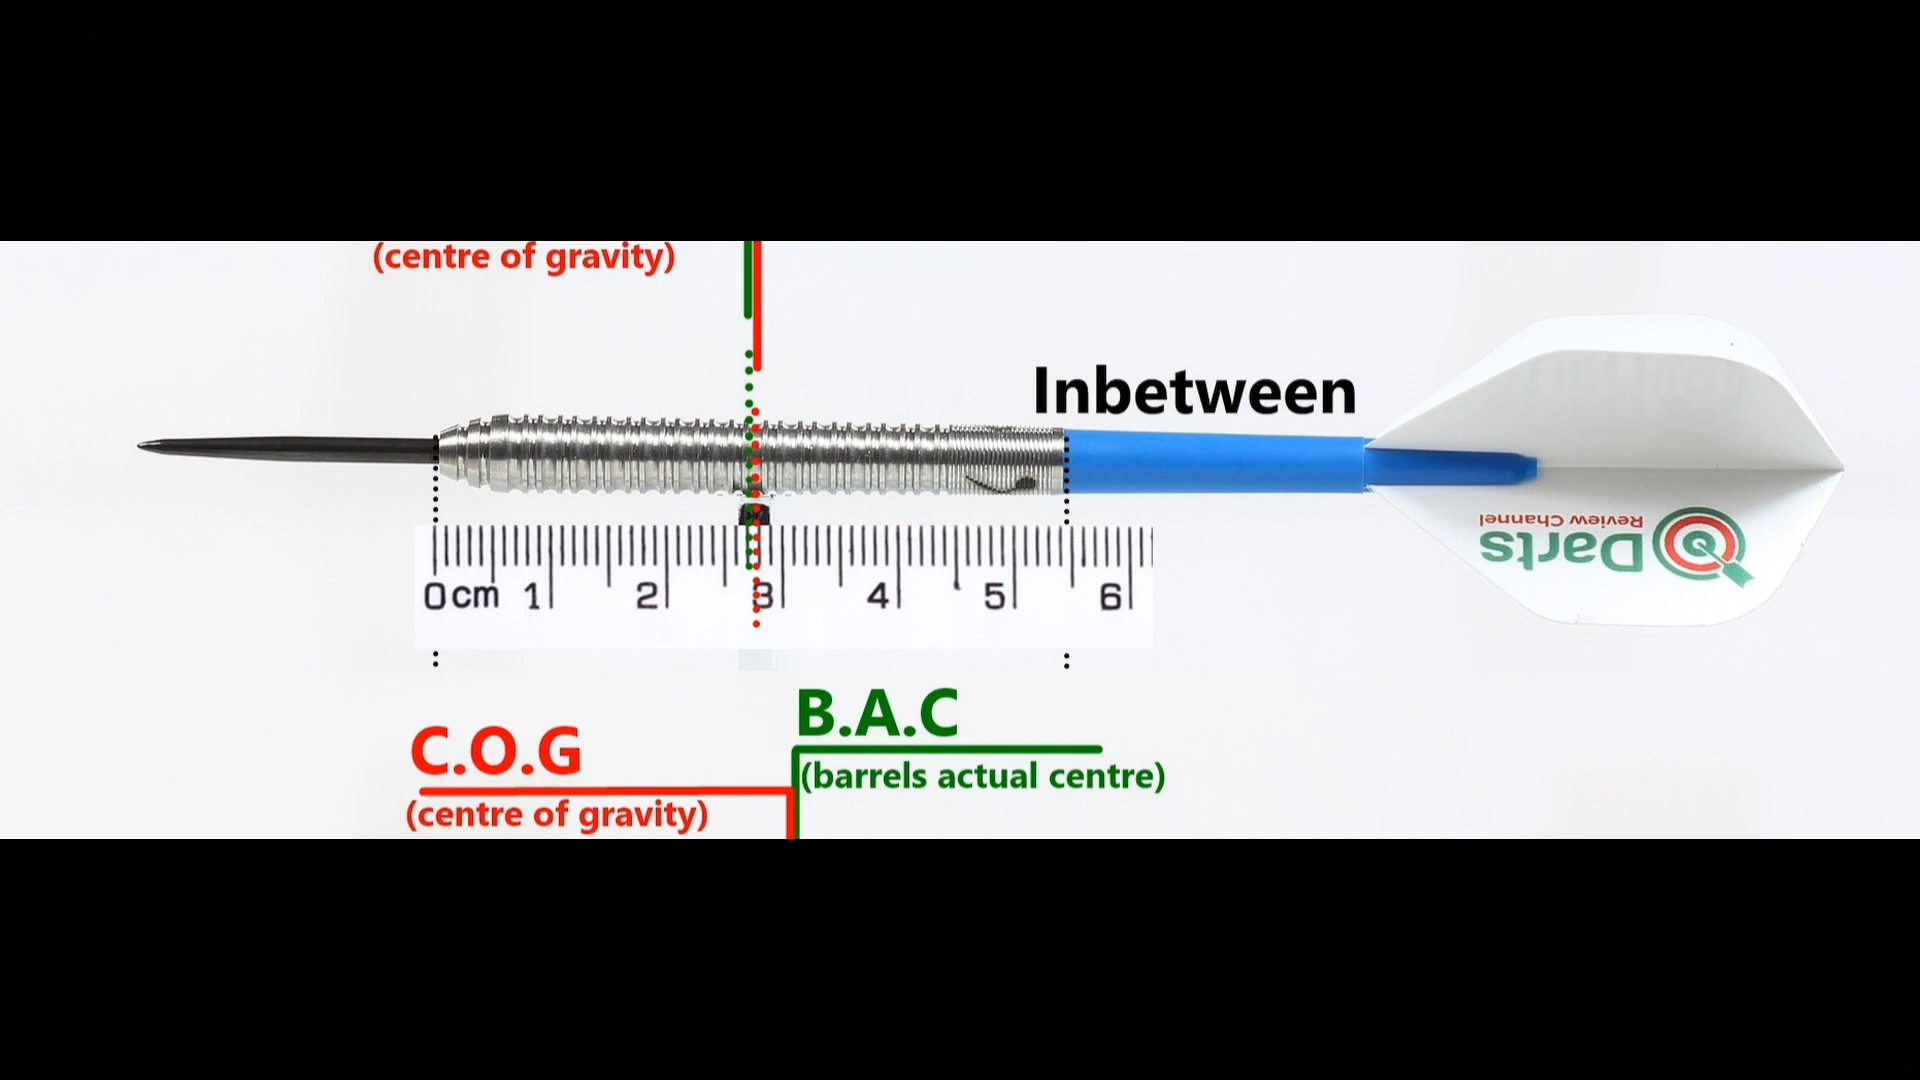 (centre of gravity)
Inbetween
Review Channel
Darts
0cm 1 2 3 4 5 6
C.O.G
(centre of gravity)
B.A.C
(barrels actual centre)